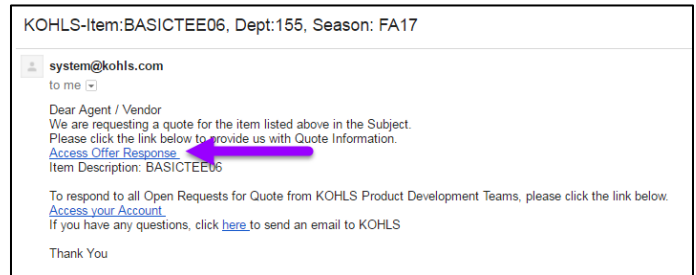 KOHLS-Item:BASICTEE06, Dept:155, Season: FA17
system@kohls.com
to me
Dear Agent / Vendor
We are requesting a quote for the item listed above in the Subject.
Please click the link below to provide us with Quote Information.
Access Offer Response
Item Description: BASICTEE06
To respond to all Open Requests for Quote from KOHLS Product Development Teams, please click the link below.
Access your Account
If you have any questions, click here to send an email to KOHLS
Thank You